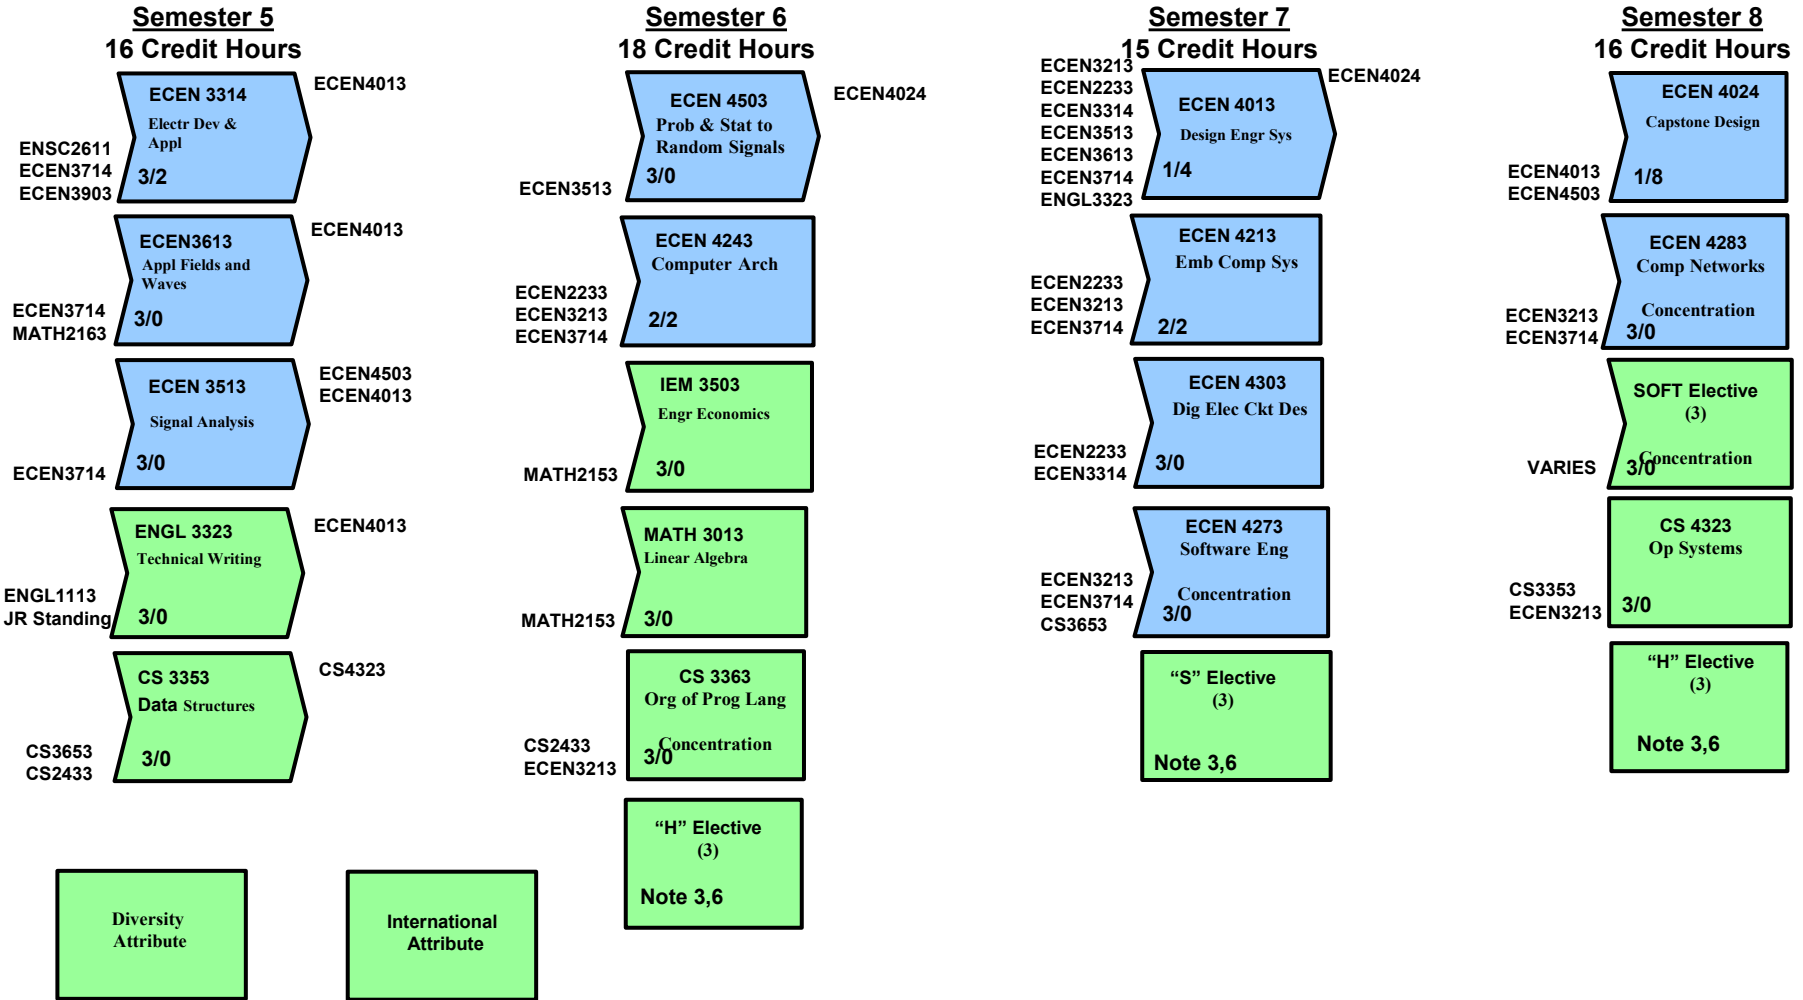 Semester 5
16 Credit Hours
ECEN 3314
Electr Dev &
Appl
3/2
ENSC2611
ECEN3714
ECEN3903
ECEN4013
ECEN3613
Appl Fields and
Waves
3/0
ECEN3714
MATH2163
ECEN4013
ECEN 3513
Signal Analysis
3/0
ECEN3714
ECEN4503
ECEN4013
ENGL 3323
Technical Writing
3/0
ENGL1113
JR Standing
ECEN4013
CS 3353
Data Structures
3/0
CS3653
CS2433
CS4323
Diversity
Attribute
International
Attribute
Semester 6
18 Credit Hours
ECEN 4503
Prob & Stat to
Random Signals
3/0
ECEN3513
ECEN4024
ECEN 4243
Computer Arch
2/2
ECEN2233
ECEN3213
ECEN3714
IEM 3503
Engr Economics
3/0
MATH2153
MATH 3013
Linear Algebra
3/0
MATH2153
CS 3363
Org of Prog Lang
Concentration
3/0
CS2433
ECEN3213
“H” Elective
(3)
Note 3,6
Semester 7
15 Credit Hours
ECEN3213
ECEN2233
ECEN3314
ECEN3513
ECEN3613
ECEN3714
ENGL3323
ECEN 4013
Design Engr Sys
1/4
ECEN4024
ECEN 4213
Emb Comp Sys
2/2
ECEN2233
ECEN3213
ECEN3714
ECEN 4303
Dig Elec Ckt Des
3/0
ECEN2233
ECEN3314
ECEN 4273
Software Eng
Concentration
3/0
ECEN3213
ECEN3714
CS3653
“S” Elective
(3)
Note 3,6
Semester 8
16 Credit Hours
ECEN 4024
Capstone Design
1/8
ECEN4013
ECEN4503
ECEN 4283
Comp Networks
Concentration
3/0
ECEN3213
ECEN3714
SOFT Elective
(3)
Concentration
3/0
VARIES
CS 4323
Op Systems
3/0
CS3353
ECEN3213
“H” Elective
(3)
Note 3,6